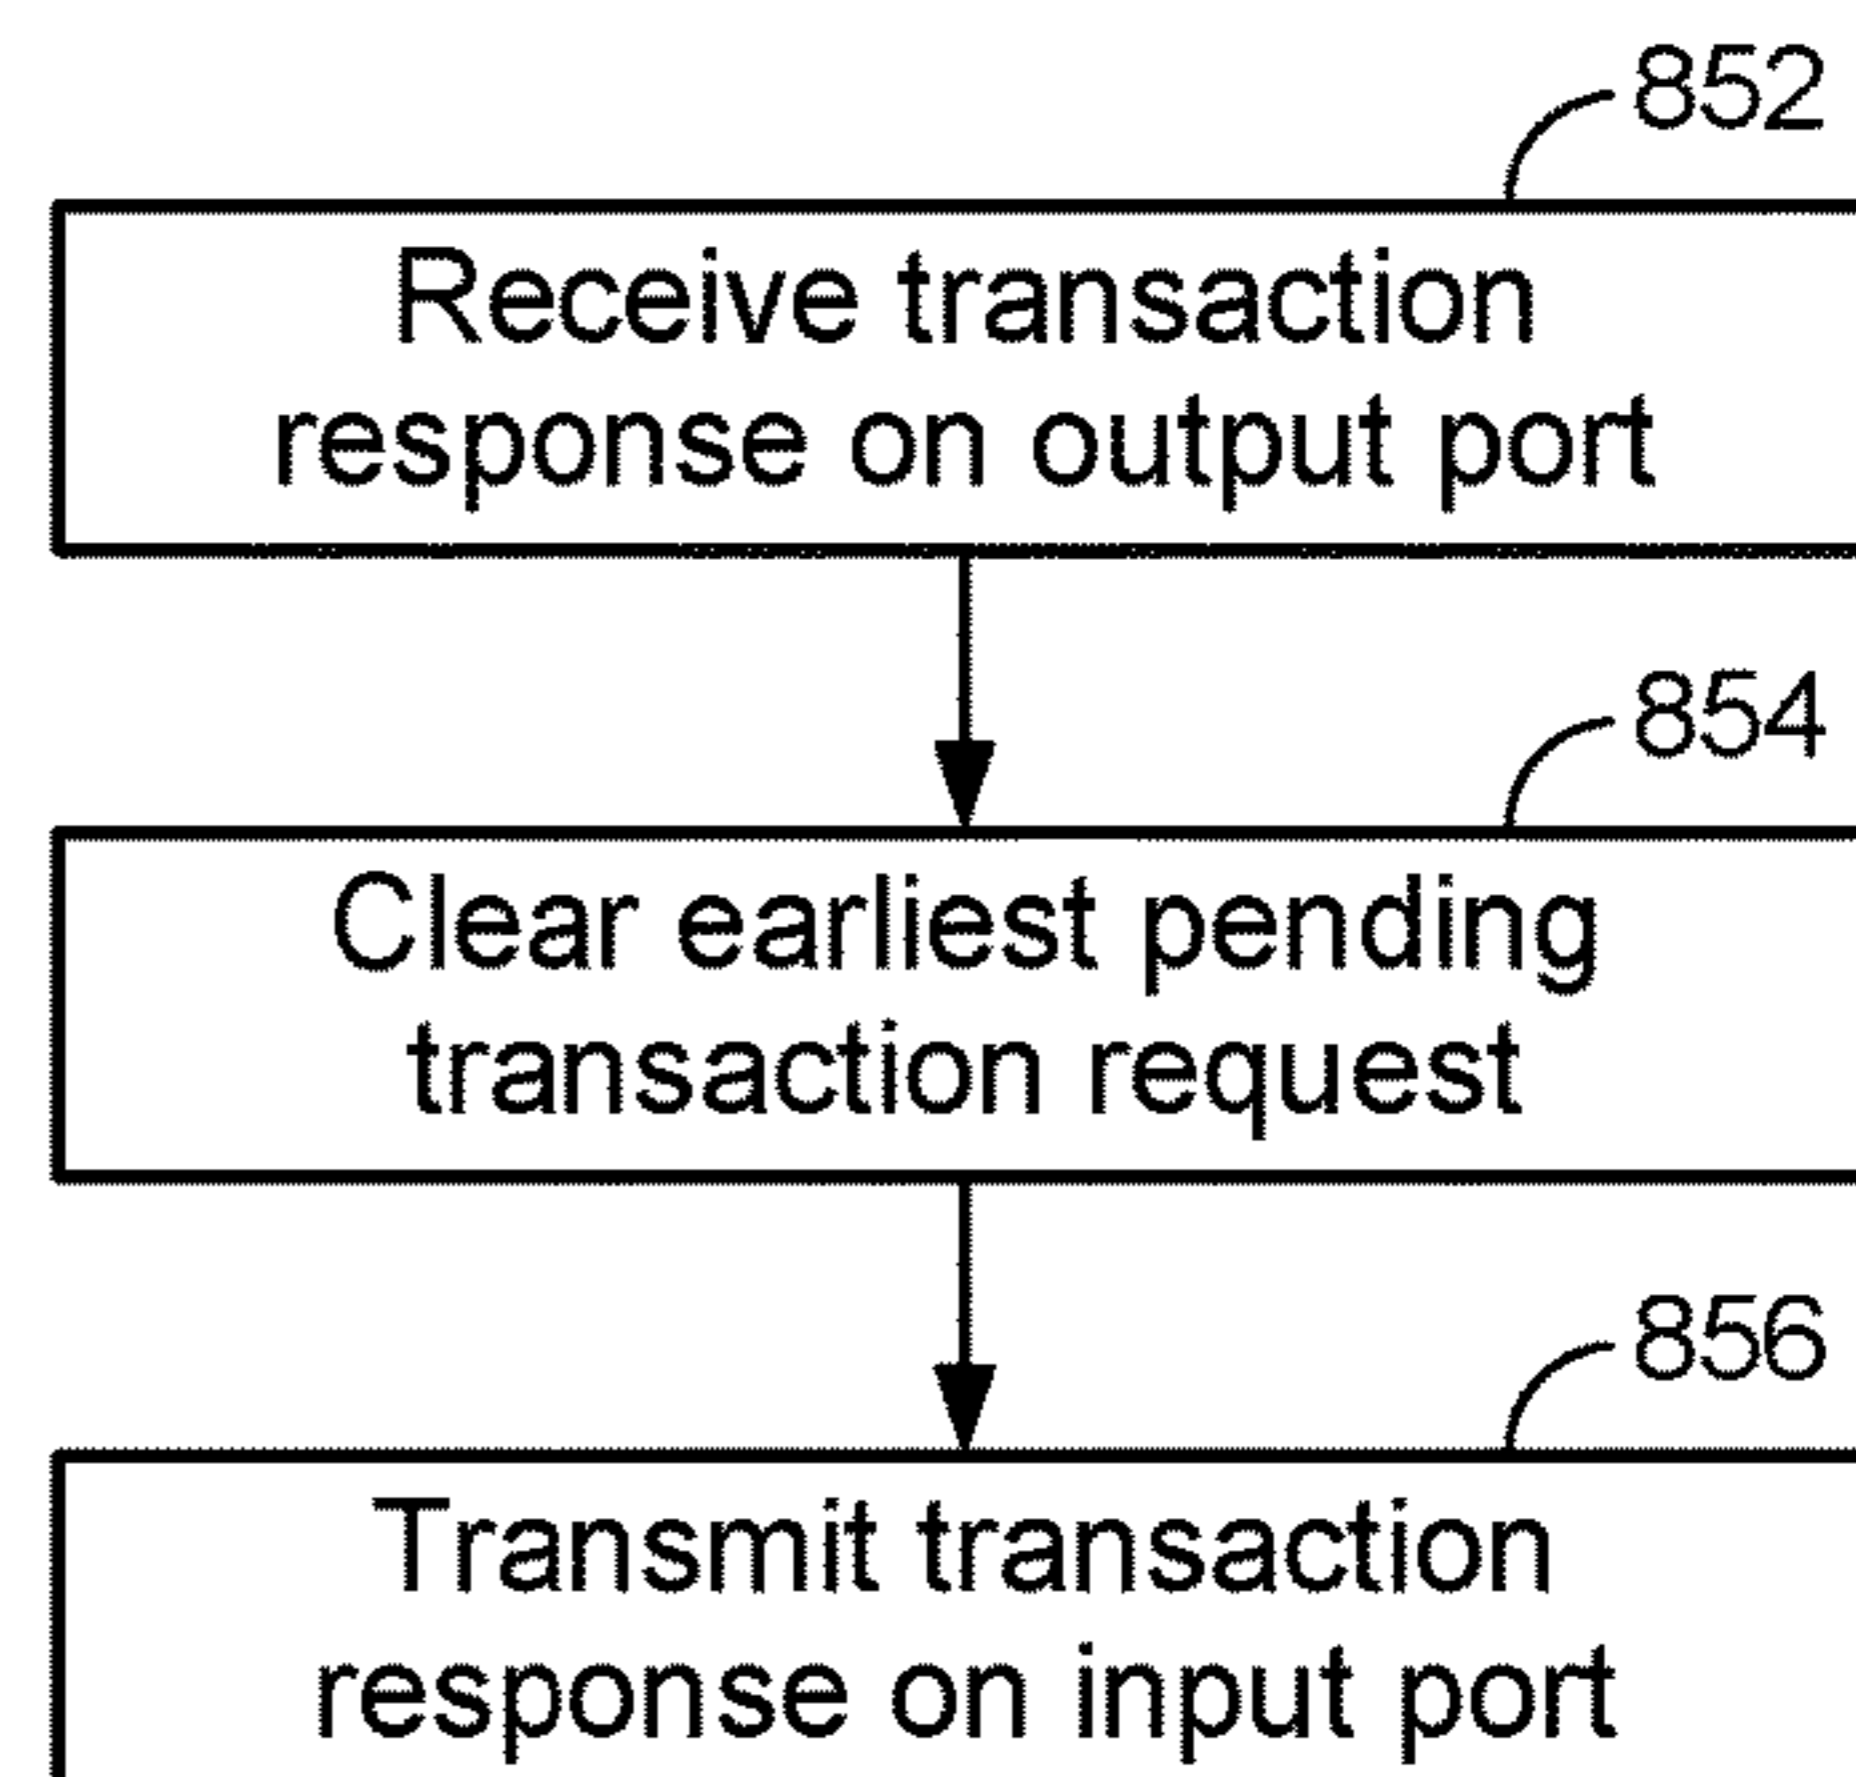 852
Receive transaction
response on output port
854
Clear earliest pending
transaction request
856
Transmit transaction
response on input port